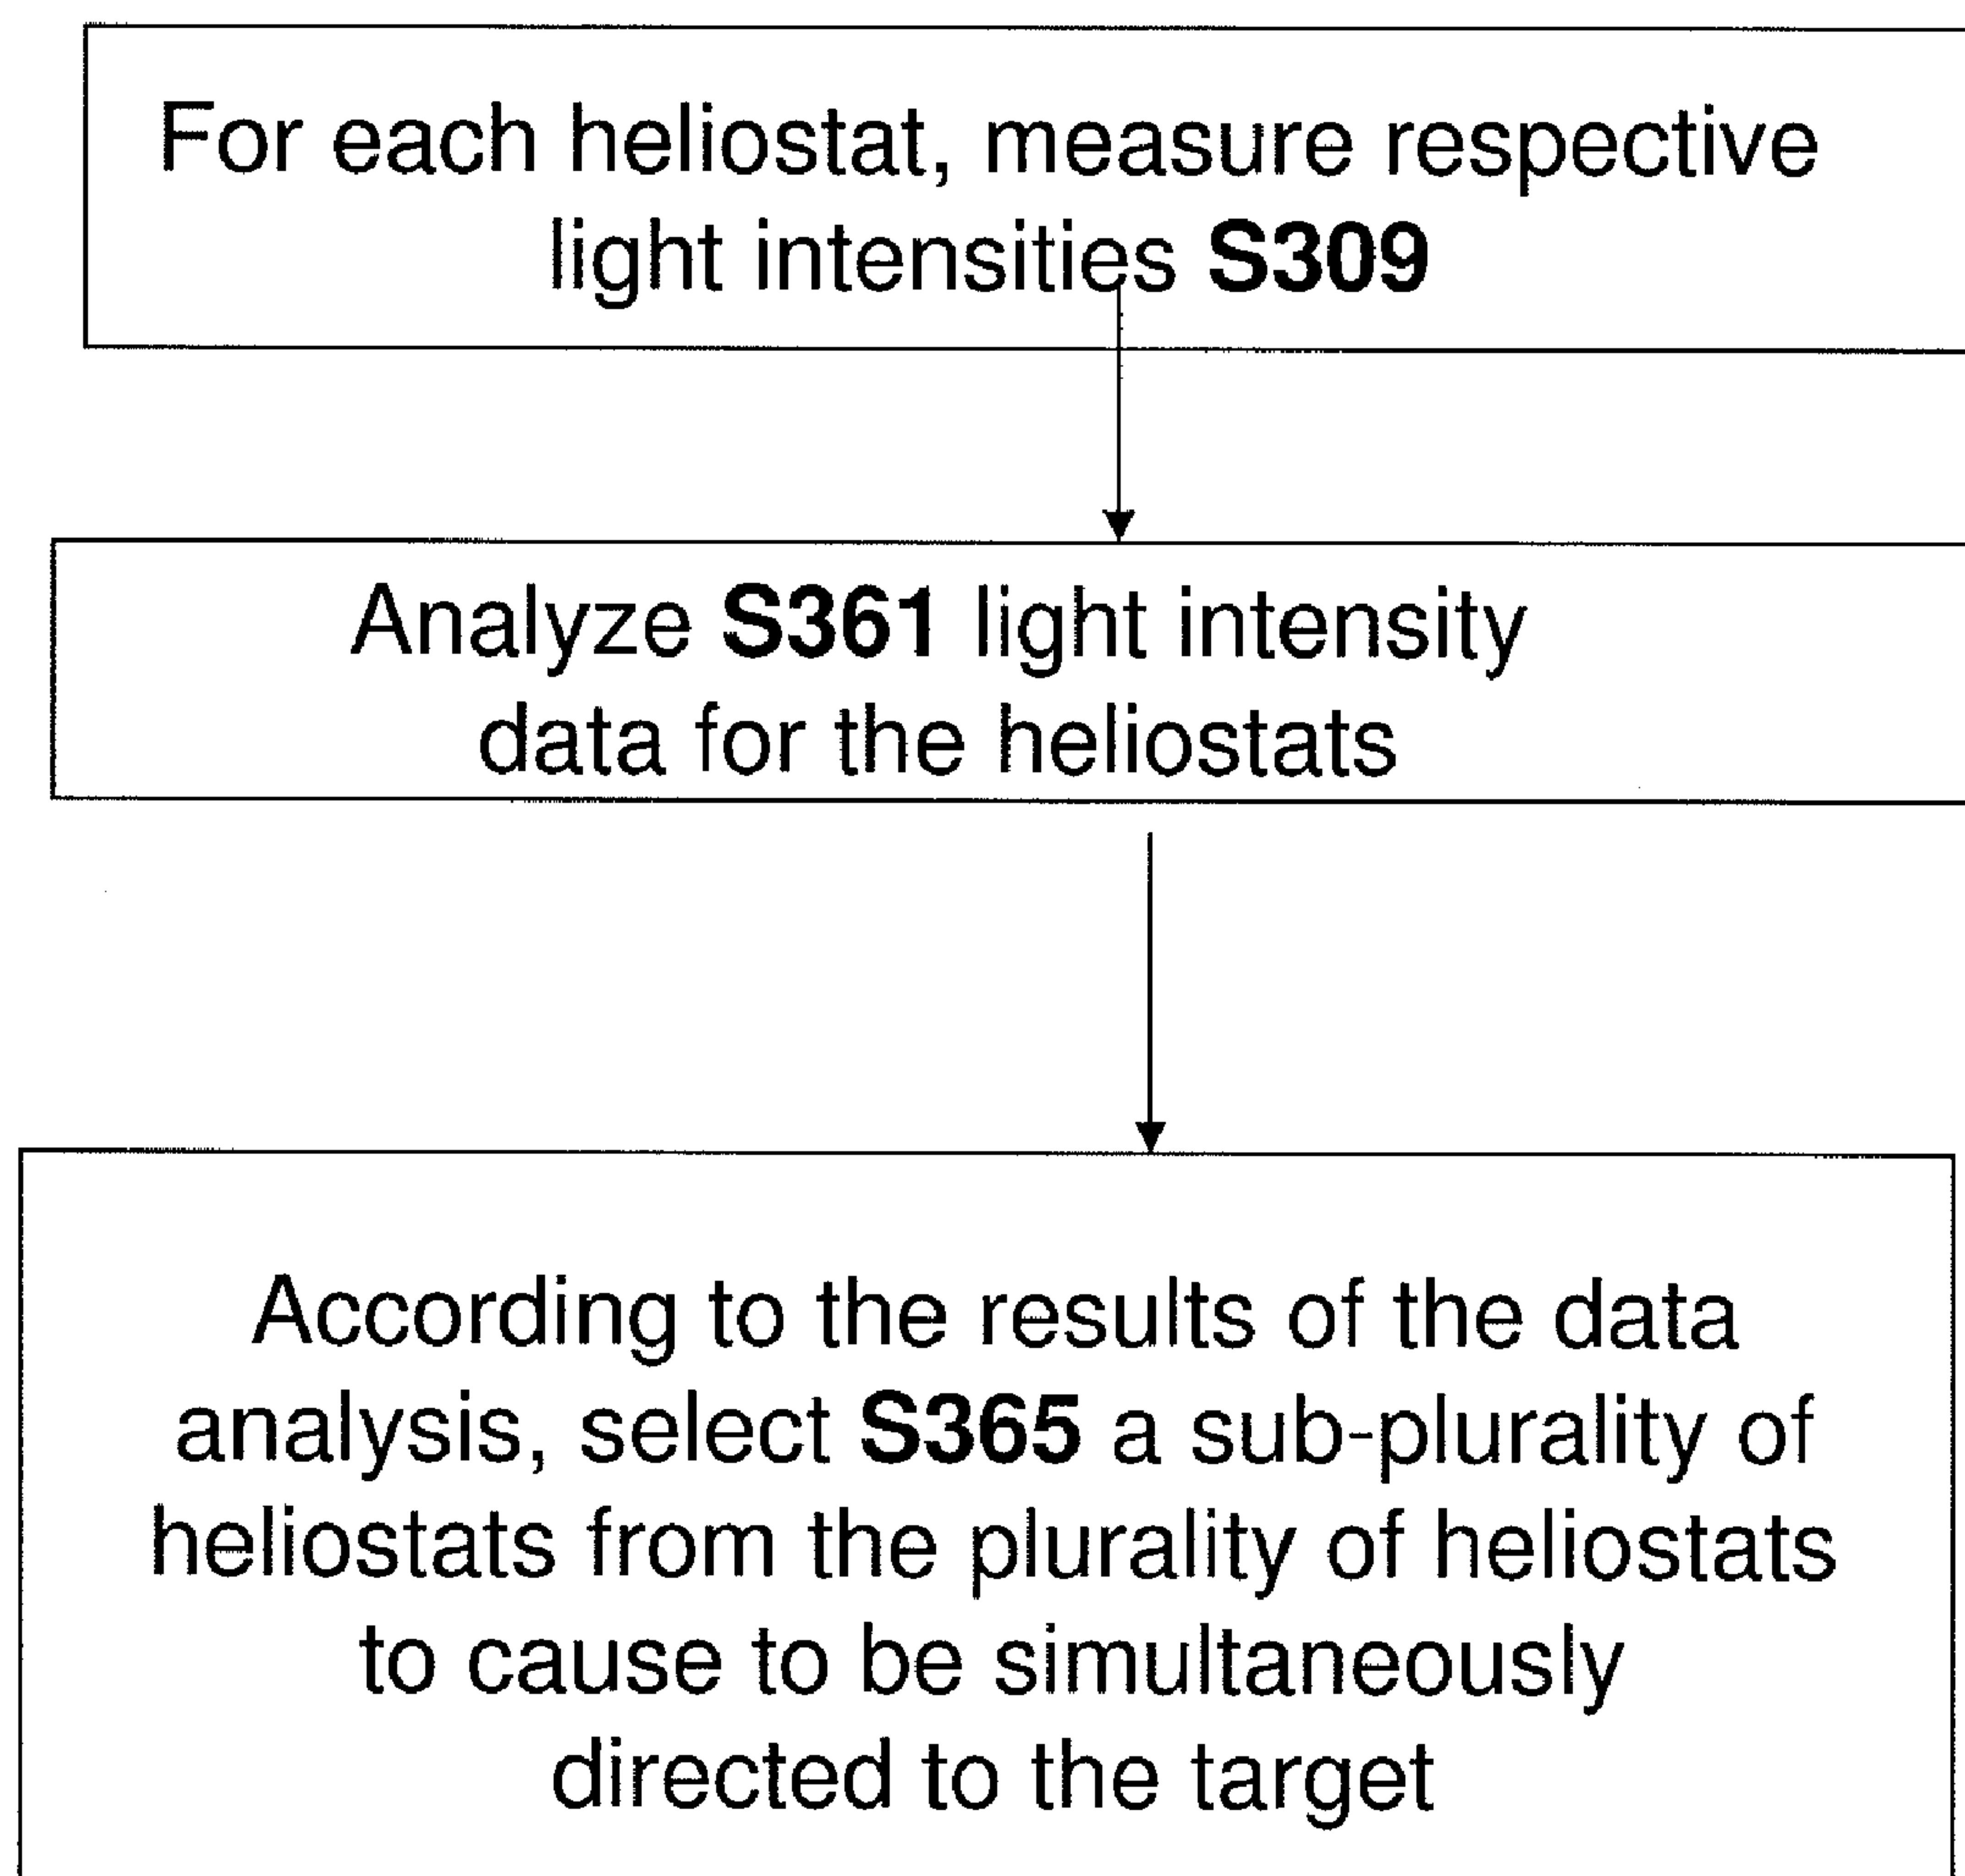 For each heliostat, measure respective
light intensities S309
Analyze S361 light intensity
data for the heliostats
According to the results of the data
analysis, select S365 a sub-plurality of
heliostats from the plurality of heliostats
to cause to be simultaneously
directed to the target